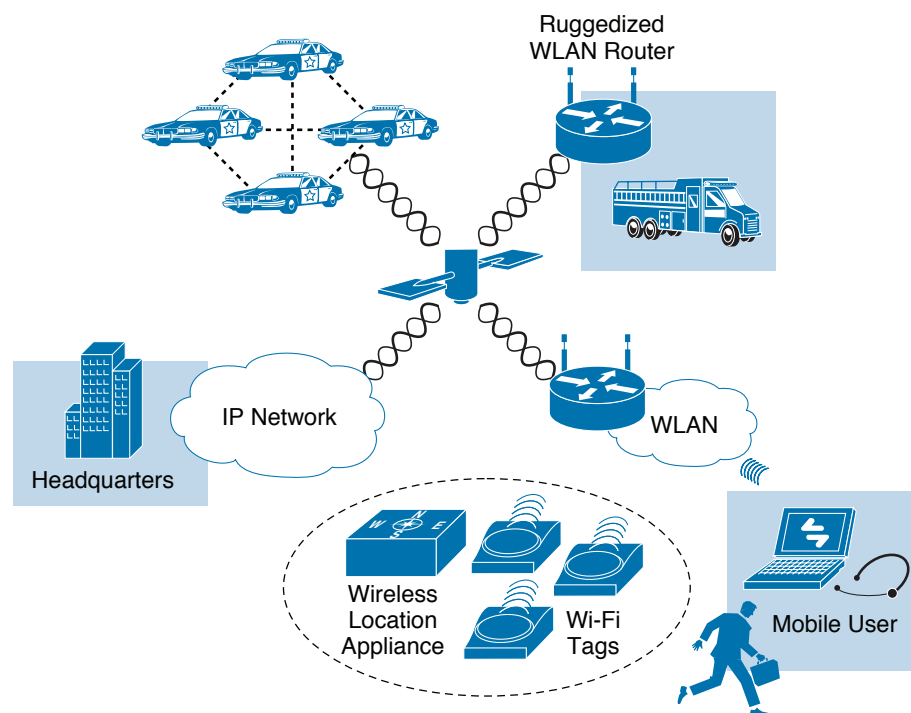 Ruggedized
WLAN Router
IP Network
WLAN
Headquarters
N
W
E
S
Wireless
Location
Appliance
Wi-Fi
Tags
Mobile User